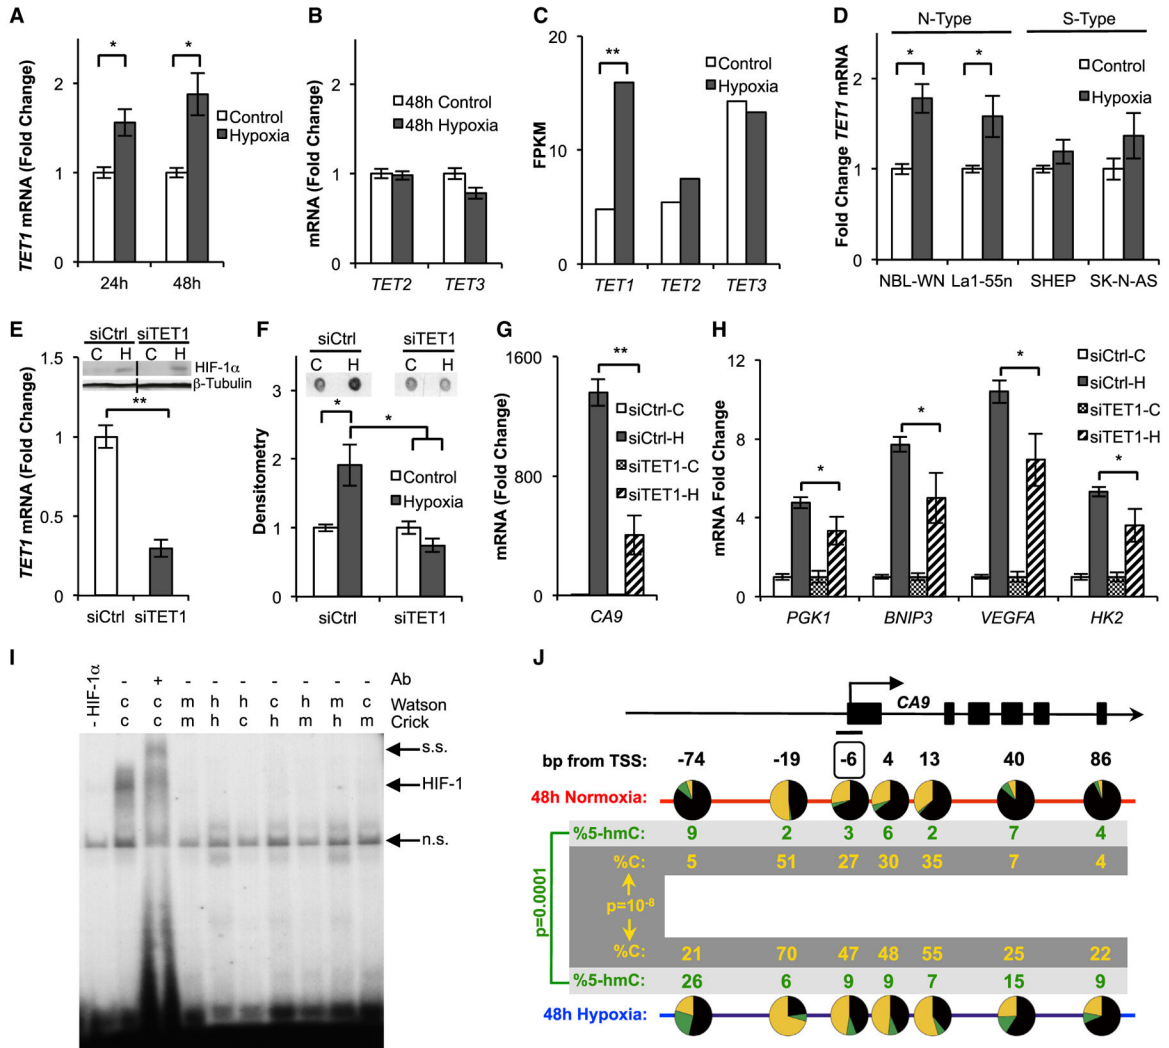 A
TET1 mRNA (Fold Change)
2
1
0
*
*
Control
Hypoxia
24h
48h
B
mRNA (Fold Change)
2
1
0
48h Control
48h Hypoxia
TET2
TET3
C
FPKM
20
10
0
**
Control
Hypoxia
TET1
TET2
TET3
D
N-Type
S-Type
Fold Change TET1 mRNA
2
1
0
*
*
Control
Hypoxia
NBL-WN
La1-55n
SHEP
SK-N-AS
E
siCtrl siTET1
C H C H
HIF-1α
β-Tubulin
TET1 mRNA (Fold Change)
1.5
1
0.5
0
**
siCtrl siTET1
F
siCtrl siTET1
C H C H
Densitometry
3
2
1
0
*
*
Control
Hypoxia
siCtrl siTET1
G
mRNA (Fold Change)
1600
800
0
**
siCtrl-C
siCtrl-H
siTET1-C
siTET1-H
CA9
H
mRNA Fold Change
12
8
4
0
*
*
*
*
siCtrl-C
siCtrl-H
siTET1-C
siTET1-H
PGK1
BNIP3
VEGFA
HK2
I
- HIF-1α
- + - - - - - - - Ab
c c m h h c h m c Watson
c c m h c h m h m Crick
s.s.
HIF-1
n.s.
J
CA9
bp from TSS: -74 -19 -6 4 13 40 86
48h Normoxia:
%5-hmC: 9 2 3 6 2 7 4
%C: 5 51 27 30 35 7 4
p=0.0001
p=10-8
%C: 21 70 47 48 55 25 22
%5-hmC: 26 6 9 9 7 15 9
48h Hypoxia: